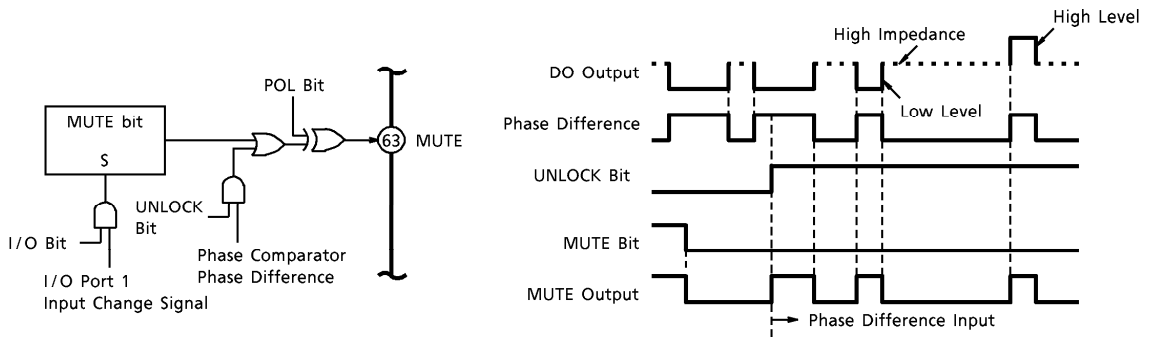 POL Bit
MUTE bit
S
63
MUTE
UNLOCK
Bit
I/O Bit
I/O Port 1
Input Change Signal
Phase Comparator
Phase Difference
High Level
High Impedance
DO Output
Low Level
Phase Difference
UNLOCK Bit
MUTE Bit
MUTE Output
Phase Difference Input